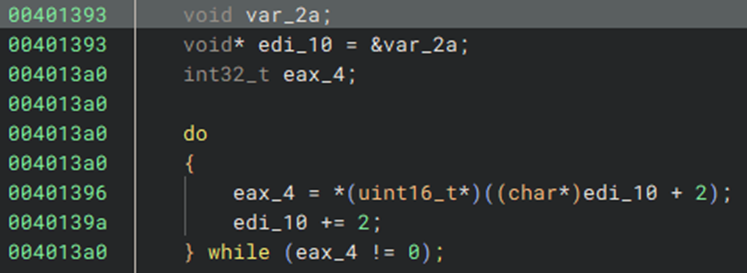 00401393 void var_2a;
00401393 void* edi_10 = &var_2a;
004013a0 int32_t eax_4;
004013a0
004013a0 do
004013a0 {
00401396 eax_4 = *(uint16_t*)((char*)edi_10 + 2);
0040139a edi_10 += 2;
004013a0 } while (eax_4 != 0);